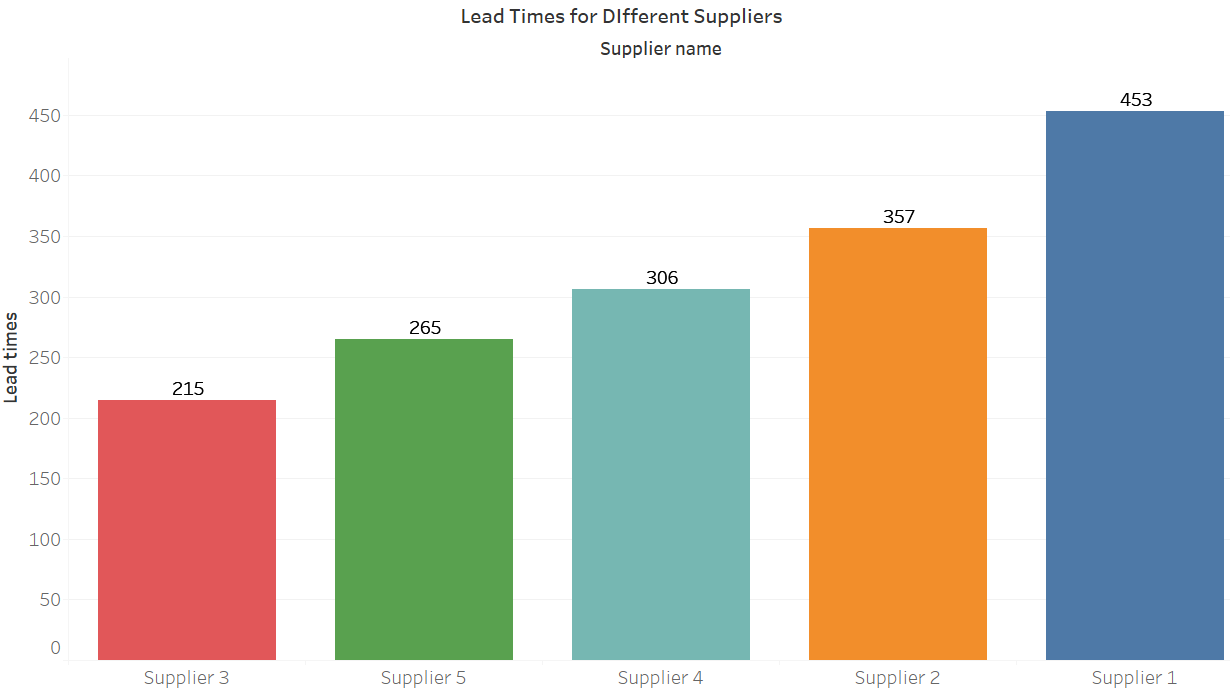 Lead Times for DIfferent Suppliers
Supplier name
Lead times
450
400
350
300
250
200
150
100
50
0
215
265
306
357
453
Supplier 3
Supplier 5
Supplier 4
Supplier 2
Supplier 1